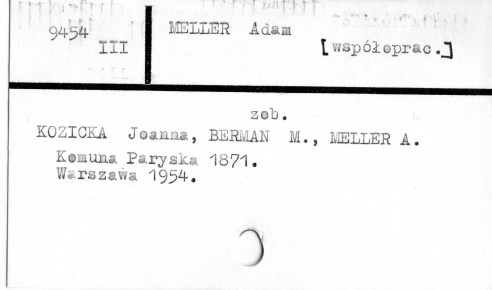 9454
III
MELLER Adam
[współoprac.]
zob.
KOZICKA Joanna, BERMAN M., MELLER A.
Komuna Paryska 1871.
Warszawa 1954.